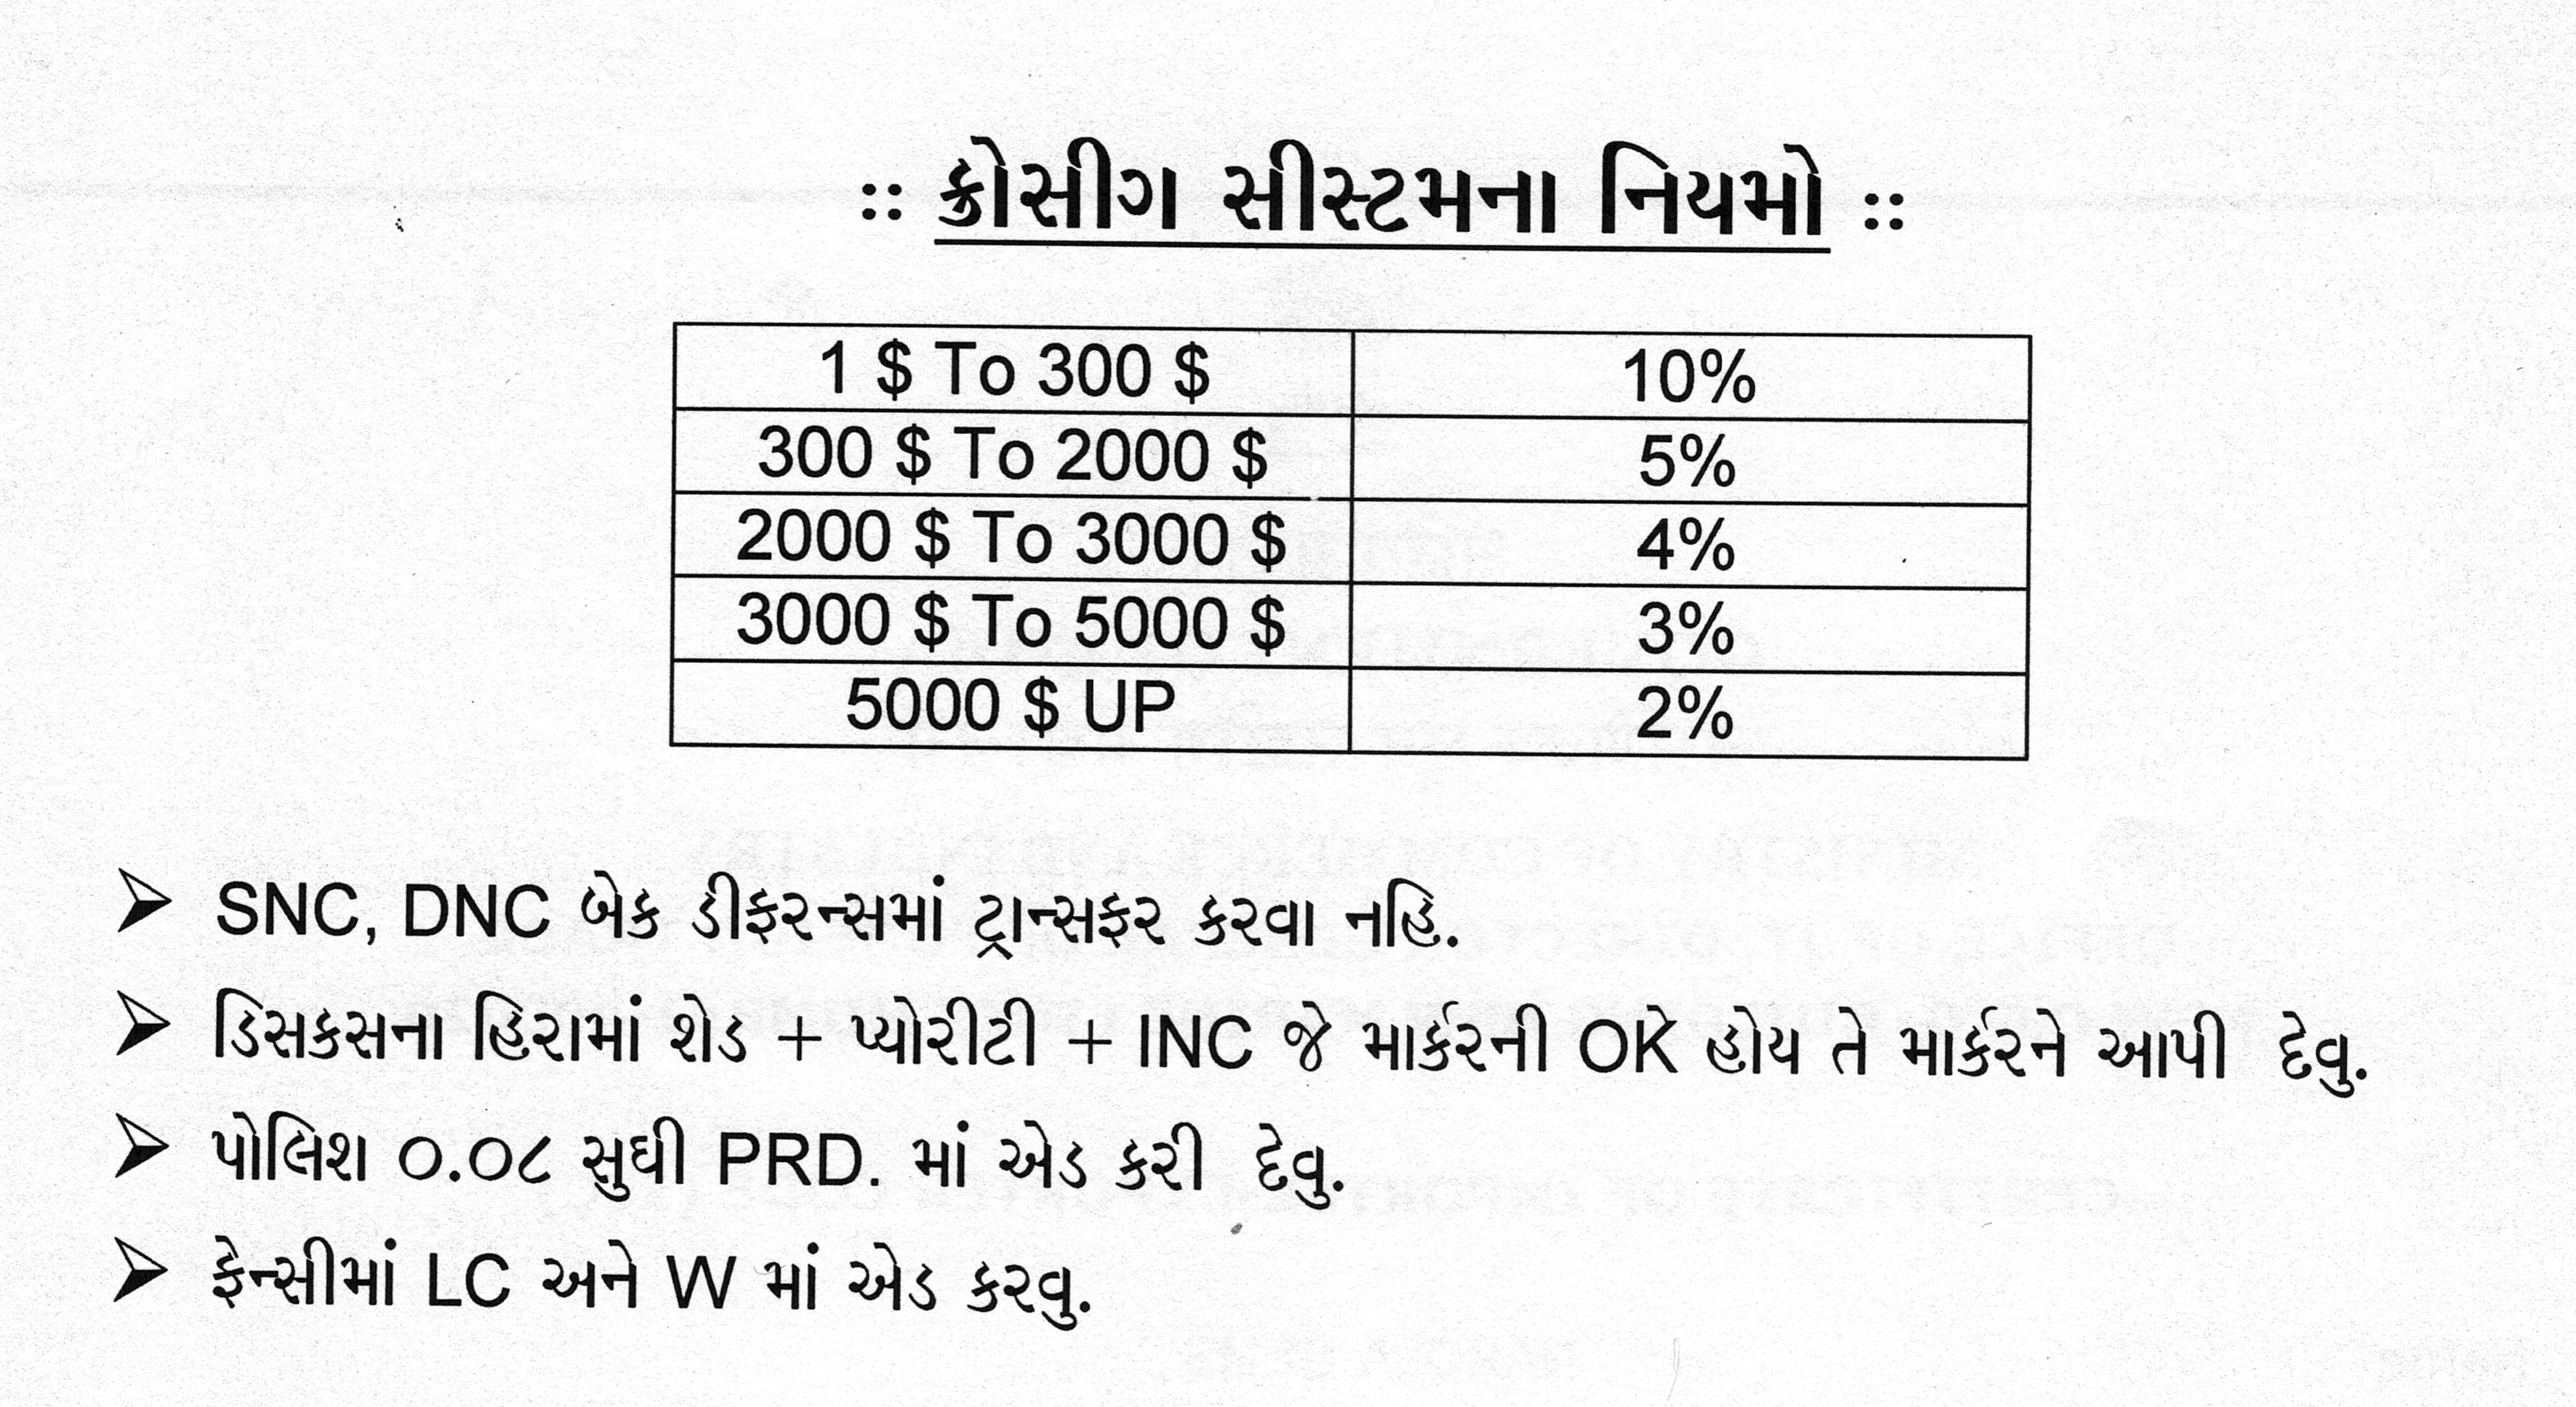 :: ક્રોસીગ સીસ્ટમના નિયમો ::
1 $ To 300 $ 10%
300 $ To 2000 $ 5%
2000 $ To 3000 $ 4%
3000 $ To 5000 $ 3%
5000 $ UP 2%
➢ SNC, DNC બેક ડીફરન્સમાં ટ્રાન્સફર કરવા નહિ.
➢ ડિસકસના હિરામાં શેડ + પ્યોરીટી + INC જે માર્કરની OK હોય તે માર્કરને આપી દેવુ.
➢ પોલિશ ૦.૦૮ સુધી PRD. માં એડ કરી દેવુ.
➢ ફેન્સીમાં LC અને W માં એડ કરવુ.